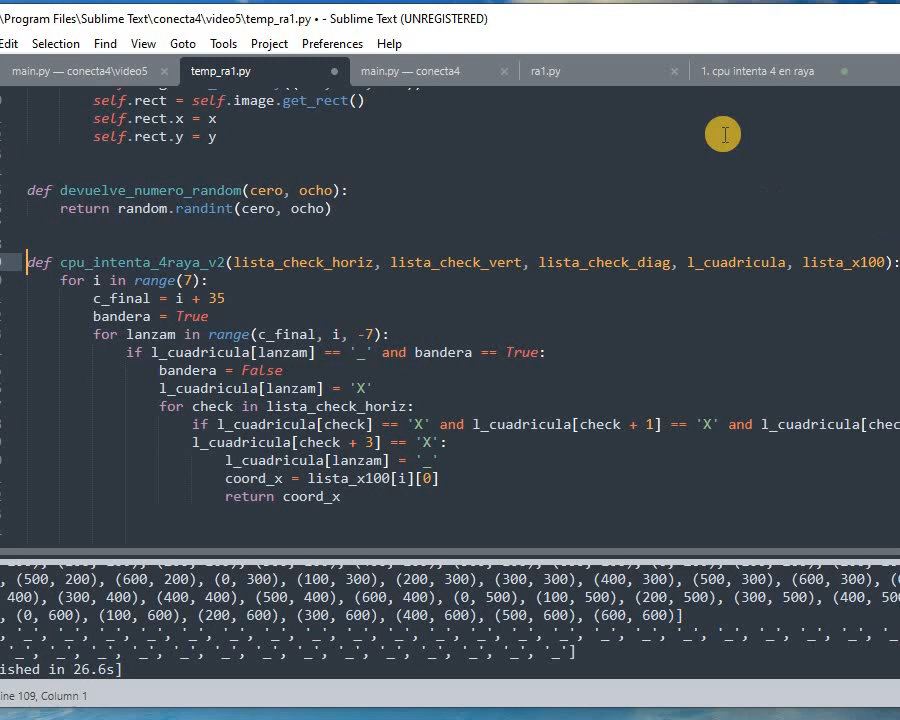 \Program Files\Sublime Text\conecta4\video5\temp_ra1.py • - Sublime Text (UNREGISTERED)
Edit Selection Find View Goto Tools Project Preferences Help
main.py — conecta4\video5 × temp_ra1.py main.py — conecta4 × ra1.py × 1. cpu intenta 4 en raya
self.rect = self.image.get_rect()
self.rect.x = x
self.rect.y = y
def devuelve_numero_random(cero, ocho):
return random.randint(cero, ocho)
def cpu_intenta_4raya_v2(lista_check_horiz, lista_check_vert, lista_check_diag, l_cuadricula, lista_x100):
for i in range(7):
c_final = i + 35
bandera = True
for lanzam in range(c_final, i, -7):
if l_cuadricula[lanzam] == '_' and bandera == True:
bandera = False
l_cuadricula[lanzam] = 'X'
for check in lista_check_horiz:
if l_cuadricula[check] == 'X' and l_cuadricula[check + 1] == 'X' and l_cuadricula[chec
l_cuadricula[check + 3] == 'X':
l_cuadricula[lanzam] = '_'
coord_x = lista_x100[i][0]
return coord_x
, (500, 200), (600, 200), (0, 300), (100, 300), (200, 300), (300, 300), (400, 300), (500, 300), (600, 300), (0
400), (300, 400), (400, 400), (500, 400), (600, 400), (0, 500), (100, 500), (200, 500), (300, 500), (400, 500
, (0, 600), (100, 600), (200, 600), (300, 600), (400, 600), (500, 600), (600, 600)]
, '_', '_', '_', '_', '_', '_', '_', '_', '_', '_', '_', '_', '_', '_', '_', '_', '_', '_', '_', '_', '_', '_
'_', '_', '_', '_', '_', '_', '_', '_', '_', '_', '_', '_', '_', '_']
ished in 26.6s]
ine 109, Column 1